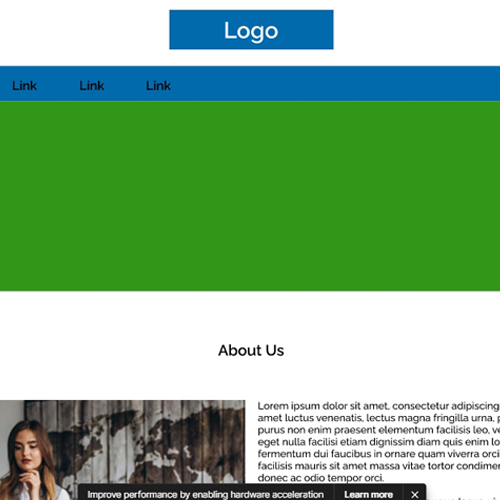 Logo
Link Link Link
About Us
Lorem ipsum dolor sit amet, consectetur adipiscing
amet luctus venenatis, lectus magna fringilla urna,
purus non enim praesent elementum facilisis leo,
eget nulla facilisi etiam dignissim diam quis enim
fermentum dui faucibus in ornare quam viverra orci
facilisis mauris sit amet massa vitae tortor
donec ac odio tempor orci.
Improve performance by enabling hardware acceleration Learn more ×